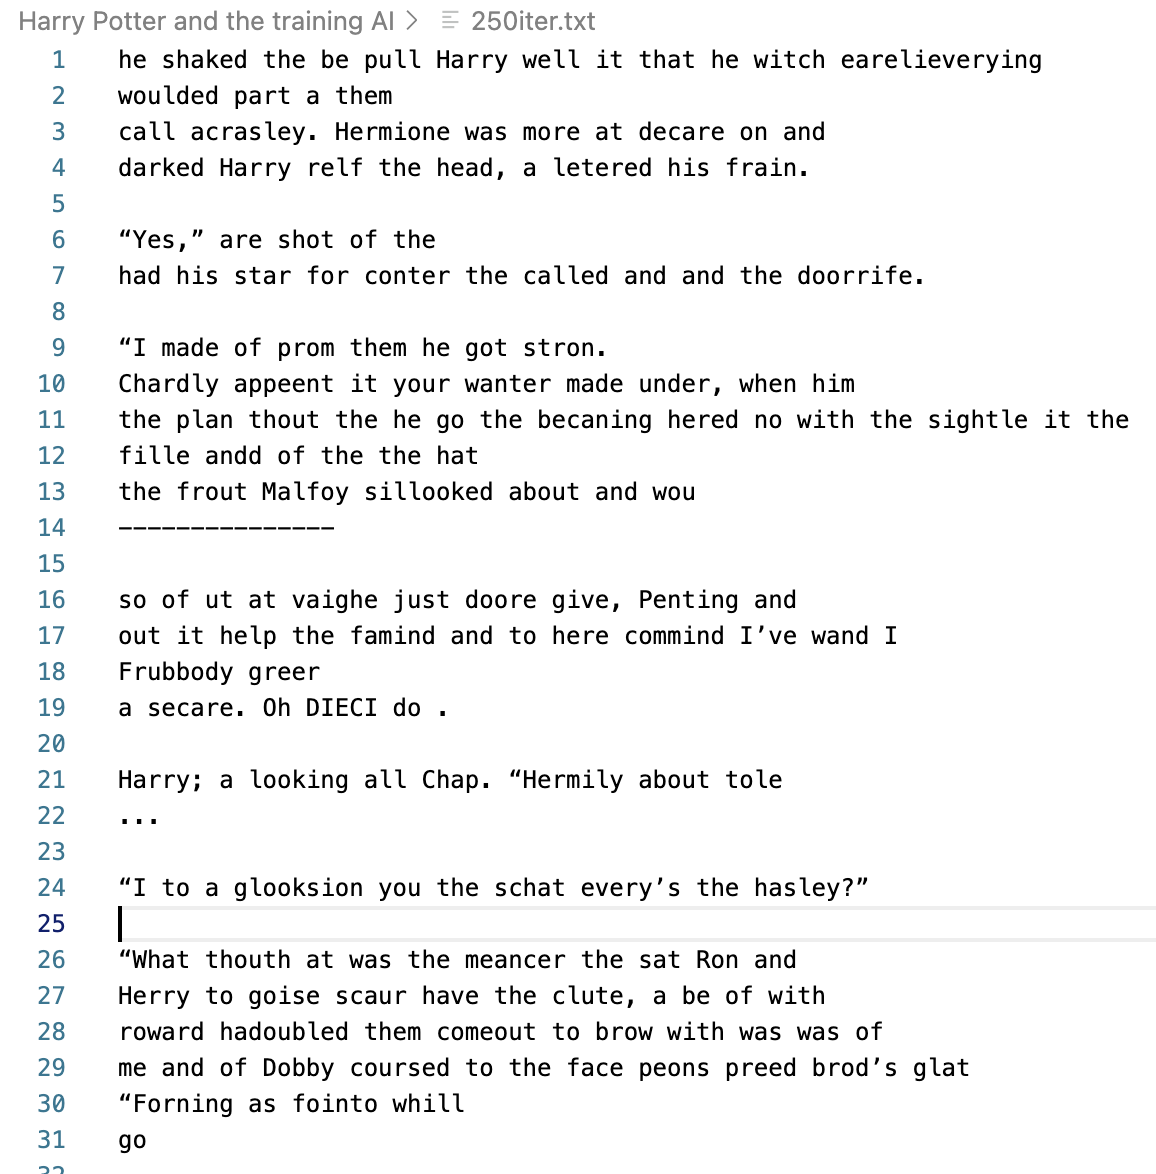 Harry Potter and the training AI > 250iter.txt
1 he shaked the be pull Harry well it that he witch earelieverying
2 woulded part a them
3 call acrasley. Hermione was more at decare on and
4 darked Harry relf the head, a letered his frain.
5
6 “Yes,” are shot of the
7 had his star for conter the called and and the doorrife.
8
9 “I made of prom them he got stron.
10 Chardly appeent it your wanter made under, when him
11 the plan thout the he go the becaning hered no with the sightle it the
12 fille andd of the the hat
13 the frout Malfoy sillooked about and wou
14 ---------------
15
16 so of ut at vaighe just doore give, Penting and
17 out it help the famind and to here commind I’ve wand I
18 Frubbody greer
19 a secare. Oh DIECI do .
20
21 Harry; a looking all Chap. “Hermily about tole
22 ...
23
24 “I to a glooksion you the schat every’s the hasley?”
25
26 “What thouth at was the meancer the sat Ron and
27 Herry to goise scaur have the clute, a be of with
28 roward hadoubled them comeout to brow with was was of
29 me and of Dobby coursed to the face peons preed brod’s glat
30 “Forning as fointo whill
31 go
32